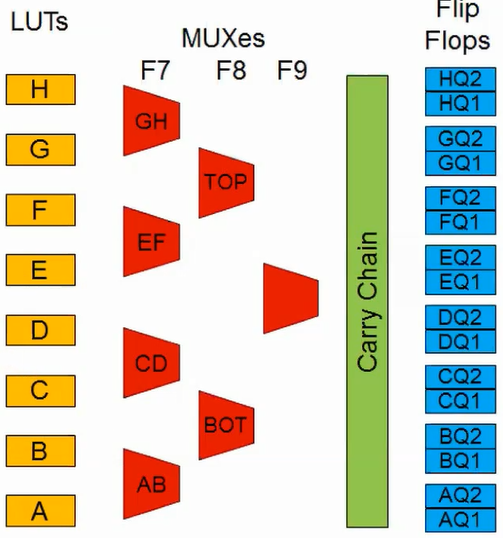 LUTs
MUXes
F7 F8 F9
Flip
Flops
H
G
F
E
D
C
B
A
GH
EF
CD
AB
TOP
BOT
Carry Chain
HQ2
HQ1
GQ2
GQ1
FQ2
FQ1
EQ2
EQ1
DQ2
DQ1
CQ2
CQ1
BQ2
BQ1
AQ2
AQ1